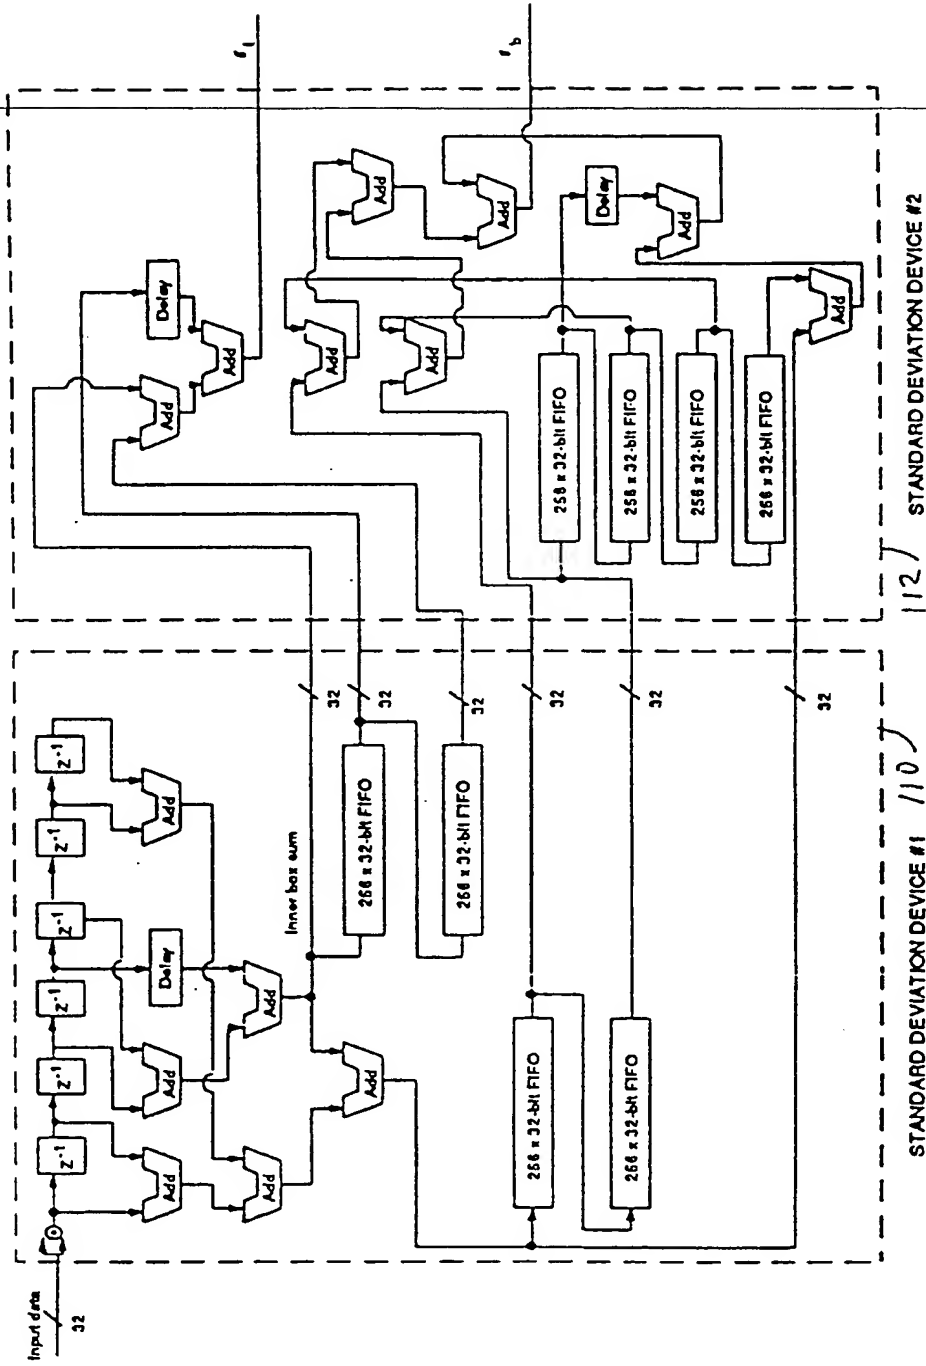 Input data
32
Z⁻¹
Z⁻¹
Z⁻¹
Z⁻¹
Z⁻¹
Z⁻¹
Add
Add
Add
Delay
Add
Add
Add
Inner box sum
256 x 32-bit FIFO
256 x 32-bit FIFO
256 x 32-bit FIFO
256 x 32-bit FIFO
32
32
32
32
32
32
STANDARD DEVIATION DEVICE #1
110
Delay
Add
Add
Add
Add
Add
Add
Delay
Add
Add
256 x 32-bit FIFO
256 x 32-bit FIFO
256 x 32-bit FIFO
256 x 32-bit FIFO
STANDARD DEVIATION DEVICE #2
112